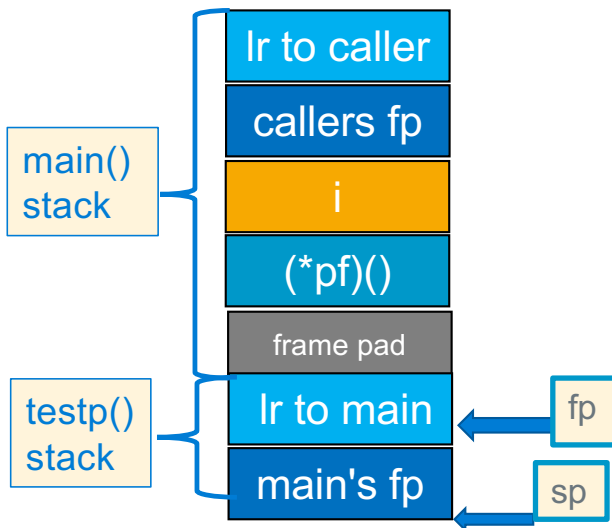 lr to caller
callers fp
main()
stack
i
(*pf)()
frame pad
testp()
stack
lr to main
fp
main's fp
sp